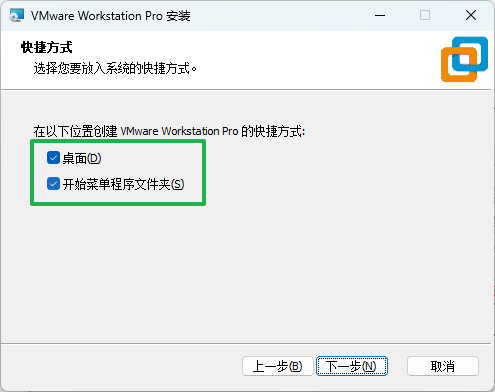 VMware Workstation Pro 安装
快捷方式
选择您要放入系统的快捷方式。
在以下位置创建 VMware Workstation Pro 的快捷方式:
桌面(D)
开始菜单程序文件夹(S)
上一步(B) 下一步(N) 取消